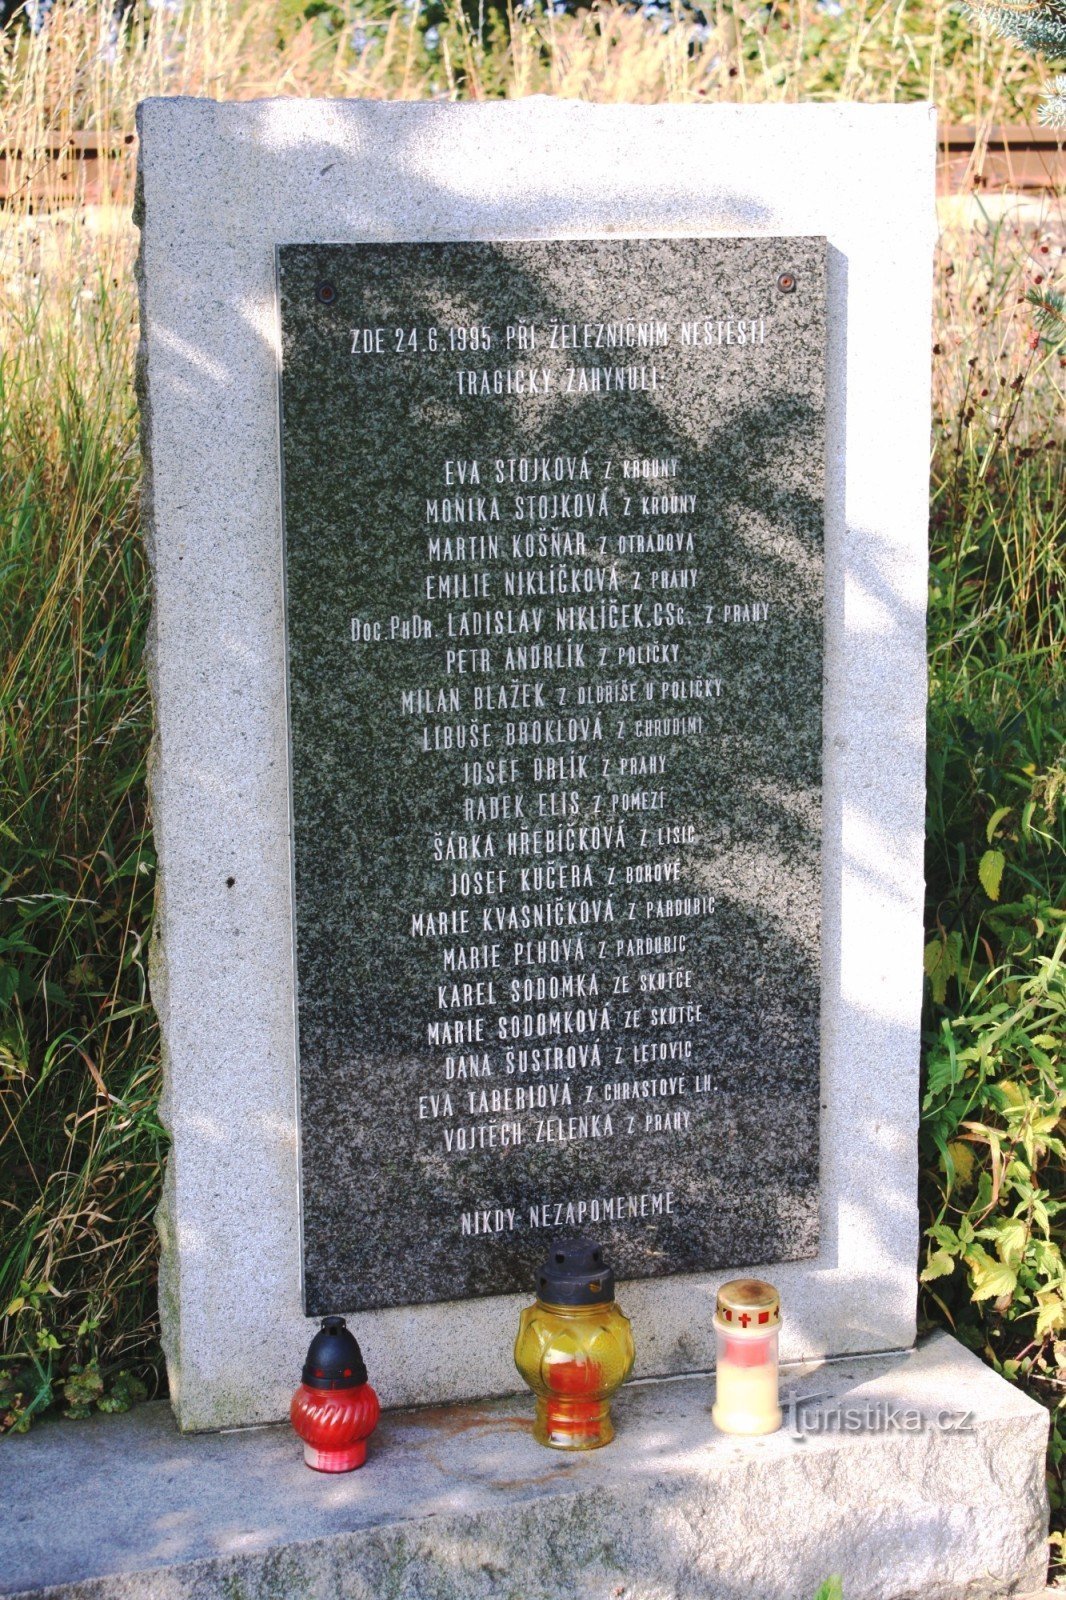 ZDE 24.6.1995 PŘI ŽELEZNIČNÍM NEŠTĚSTÍ
TRAGICKY ZAHYNULI:
EVA STOJKOVÁ Z KROUNY
MONIKA STOJKOVÁ Z KROUNY
MARTIN KOŠŇAR Z OTRADOVA
EMILIE NIKLÍČKOVÁ Z PRAHY
DOC.PHDR. LADISLAV NIKLÍČEK,CSC. Z PRAHY
PETR ANDRLÍK Z POLIČKY
MILAN BLAŽEK Z OLDŘIŠE U POLIČKY
LIBUŠE BROKLOVÁ Z CHRUDIMI
JOSEF DRLÍK Z PRAHY
RADEK ELIS Z POMEZÍ
ŠÁRKA HŘEBÍČKOVÁ Z LISIC
JOSEF KUČERA Z BOROVÉ
MARIE KVASNIČKOVÁ Z PARDUBIC
MARIE PLHOVÁ Z PARDUBIC
KAREL SODOMKA ZE SKUTČE
MARIE SODOMKOVÁ ZE SKUTČE
DANA ŠUSTROVÁ Z LETOVIC
EVA TABERIOVÁ Z CHRASTOVÉ LH.
VOJTĚCH ZELENKA Z PRAHY
NIKDY NEZAPOMENEME
Turistika.cz